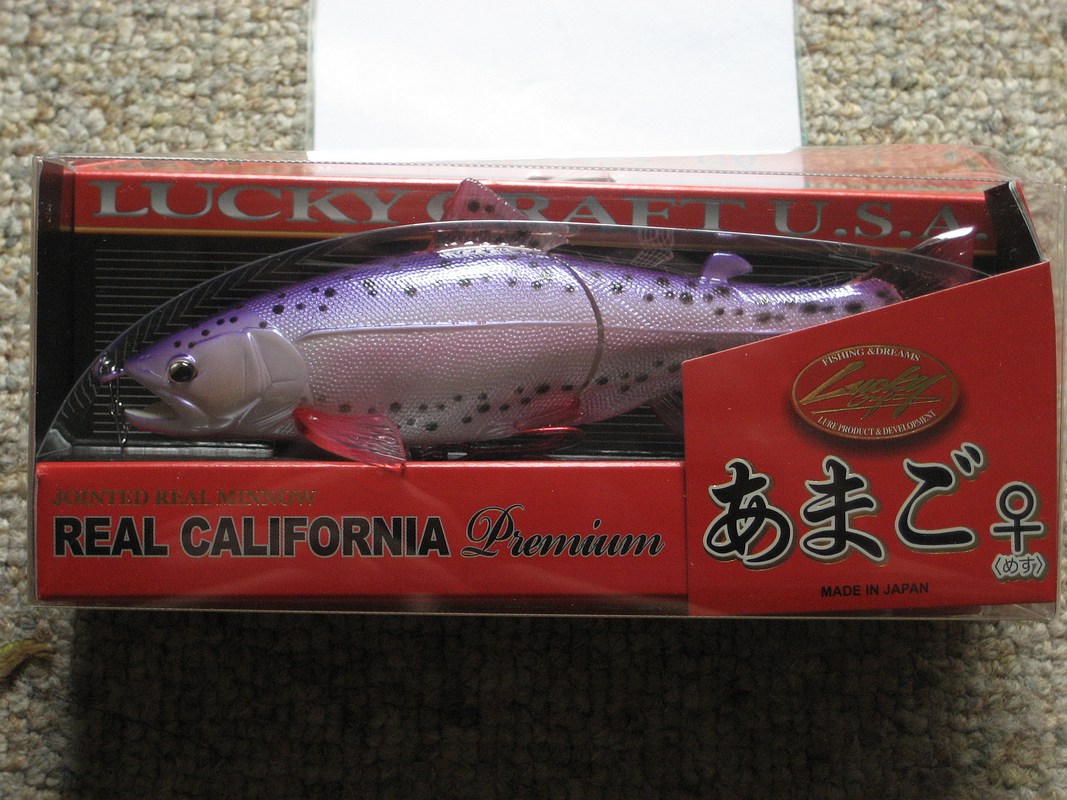 LUCKY CRAFT U.S.A.
FISHING & DREAMS
Lucky Craft
LURE PRODUCT & DEVELOPMENT
JOINTED REAL MINNOW
REAL CALIFORNIA Premium
あまご♀
〈めす〉
MADE IN JAPAN